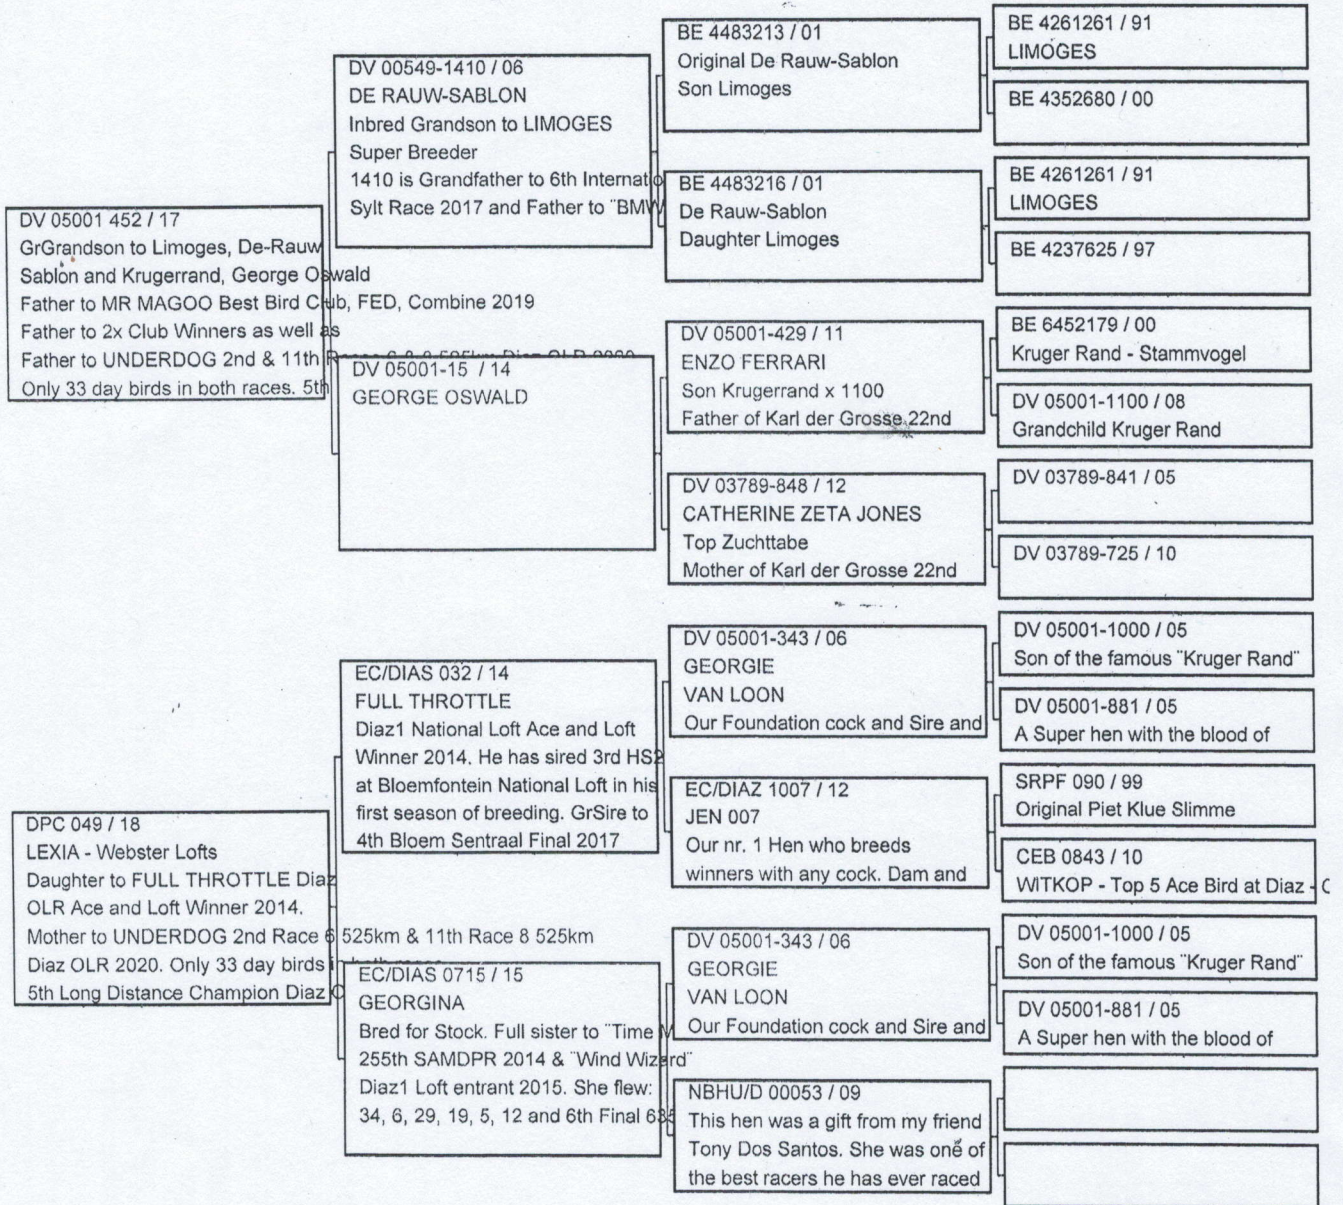 DV 05001 452 / 17
GrGrandson to Limoges, De-Rauw
Sablon and Krugerrand, George Oswald
Father to MR MAGOO Best Bird Club, FED, Combine 2019
Father to 2x Club Winners as well as
Father to UNDERDOG 2nd & 11th
Only 33 day birds in both races. 5th
DPC 049 / 18
LEXIA - Webster Lofts
Daughter to FULL THROTTLE Diaz
OLR Ace and Loft Winner 2014.
Mother to UNDERDOG 2nd Race 6 525km & 11th Race 8 525km
Diaz OLR 2020. Only 33 day birds in both races
5th Long Distance Champion Diaz
DV 00549-1410 / 06
DE RAUW-SABLON
Inbred Grandson to LIMOGES
Super Breeder
1410 is Grandfather to 6th Internatio
Sylt Race 2017 and Father to ¨BMW
DV 05001-15 / 14
GEORGE OSWALD
EC/DIAS 032 / 14
FULL THROTTLE
Diaz1 National Loft Ace and Loft
Winner 2014. He has sired 3rd HS2
at Bloemfontein National Loft in his
first season of breeding. GrSire to
4th Bloem Sentraal Final 2017
EC/DIAS 0715 / 15
GEORGINA
Bred for Stock. Full sister to ¨Time
255th SAMDPR 2014 & ¨Wind Wizard¨
Diaz1 Loft entrant 2015. She flew:
34, 6, 29, 19, 5, 12 and 6th Final 635
BE 4483213 / 01
Original De Rauw-Sablon
Son Limoges
BE 4483216 / 01
De Rauw-Sablon
Daughter Limoges
DV 05001-429 / 11
ENZO FERRARI
Son Krugerrand x 1100
Father of Karl der Grosse 22nd
DV 03789-848 / 12
CATHERINE ZETA JONES
Top Zuchttabe
Mother of Karl der Grosse 22nd
DV 05001-343 / 06
GEORGIE
VAN LOON
Our Foundation cock and Sire and
EC/DIAZ 1007 / 12
JEN 007
Our nr. 1 Hen who breeds
winners with any cock. Dam and
DV 05001-343 / 06
GEORGIE
VAN LOON
Our Foundation cock and Sire and
NBHU/D 00053 / 09
This hen was a gift from my friend
Tony Dos Santos. She was one of
the best racers he has ever raced
BE 4261261 / 91
LIMOGES
BE 4352680 / 00
BE 4261261 / 91
LIMOGES
BE 4237625 / 97
BE 6452179 / 00
Kruger Rand - Stammvogel
DV 05001-1100 / 08
Grandchild Kruger Rand
DV 03789-841 / 05
DV 03789-725 / 10
DV 05001-1000 / 05
Son of the famous ¨Kruger Rand¨
DV 05001-881 / 05
A Super hen with the blood of
SRPF 090 / 99
Original Piet Klue Slimme
CEB 0843 / 10
WITKOP - Top 5 Ace Bird at Diaz -
DV 05001-1000 / 05
Son of the famous ¨Kruger Rand¨
DV 05001-881 / 05
A Super hen with the blood of